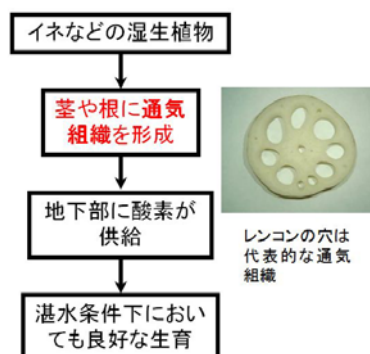 イネなどの湿生植物
茎や根に通気
組織を形成
地下部に酸素が
供給
湛水条件下におい
ても良好な生育
レンコンの穴は
代表的な通気
組織